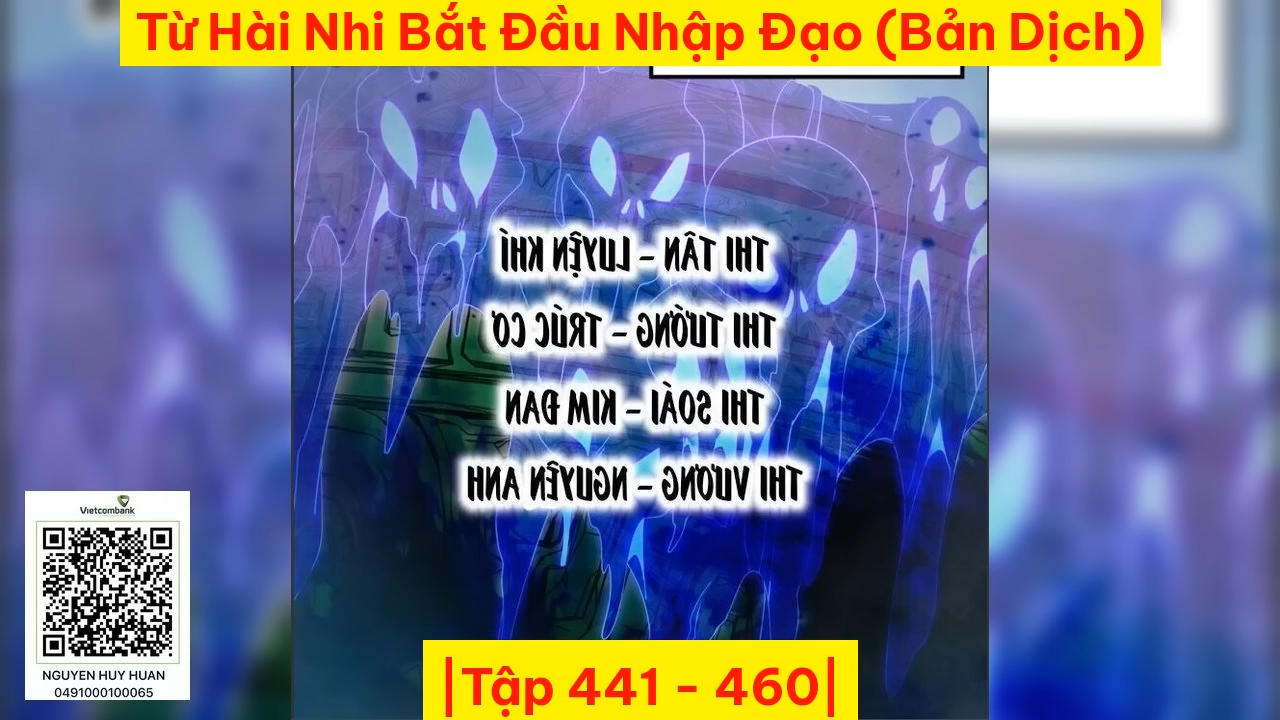 Từ Hài Nhi Bắt Đầu Nhập Đạo (Bản Dịch)
THI TÂN – LUYỆN KHÍ
THI TƯỚNG – TRÚC CƠ
THI SOÁI – KIM ĐAN
THI VƯƠNG – NGUYÊN ANH
Vietcombank
NGUYEN HUY HUAN
0491000100065
|Tập 441 - 460|